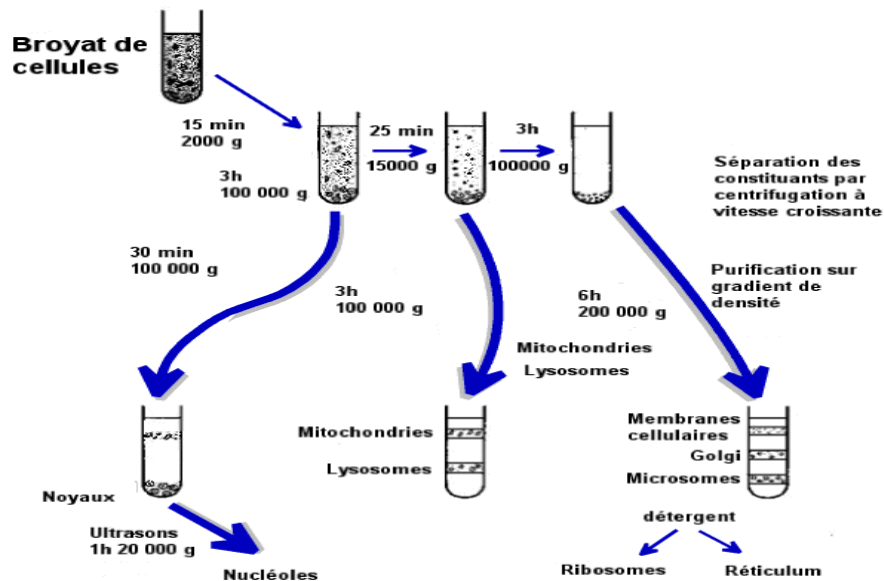 Broyat de
cellules
15 min
2000 g
3h
100 000 g
25 min
15000 g
3h
100000 g
Séparation des
constituants par
centrifugation à
vitesse croissante
30 min
100 000 g
3h
100 000 g
6h
200 000 g
Purification sur
gradient de
densité
Mitochondries
Lysosomes
Mitochondries
Lysosomes
Membranes
cellulaires
Golgi
Microsomes
Noyaux
Ultrasons
1h 20 000 g
Nucléoles
détergent
Ribosomes
Réticulum